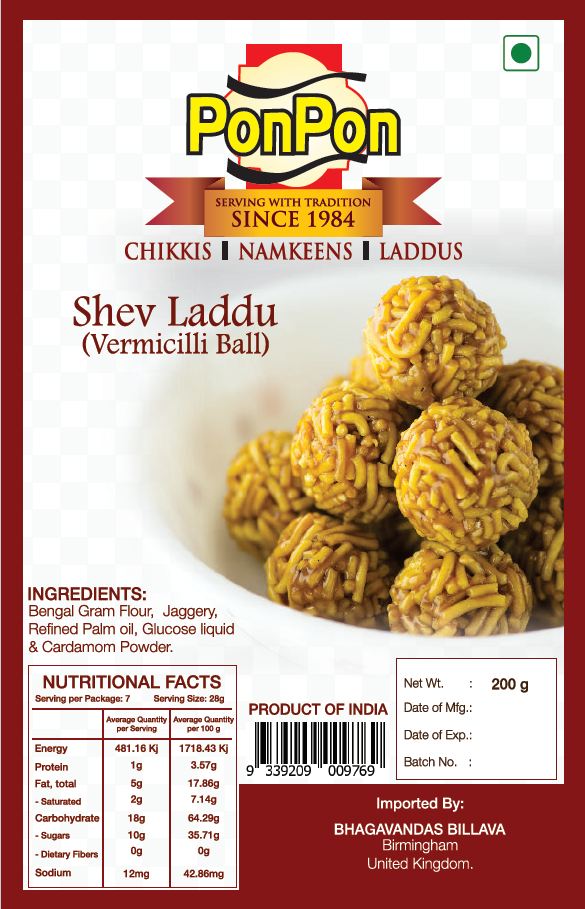 PonPon
SERVING WITH TRADITION
SINCE 1984
CHIKKIS | NAMKEENS | LADDUS
Shev Laddu
(Vermicilli Ball)
INGREDIENTS:
Bengal Gram Flour, Jaggery,
Refined Palm oil, Glucose liquid
& Cardamom Powder.
NUTRITIONAL FACTS
Serving per Package: 7 Serving Size: 28g
Average Quantity per Serving Average Quantity per 100 g
Energy 481.16 Kj 1718.43 Kj
Protein 1g 3.57g
Fat, total 5g 17.86g
- Saturated 2g 7.14g
Carbohydrate 18g 64.29g
- Sugars 10g 35.71g
- Dietary Fibers 0g 0g
Sodium 12mg 42.86mg
PRODUCT OF INDIA
9 339209 009769
Net Wt. : 200 g
Date of Mfg.:
Date of Exp.:
Batch No. :
Imported By:
BHAGAVANDAS BILLAVA
Birmingham
United Kingdom.